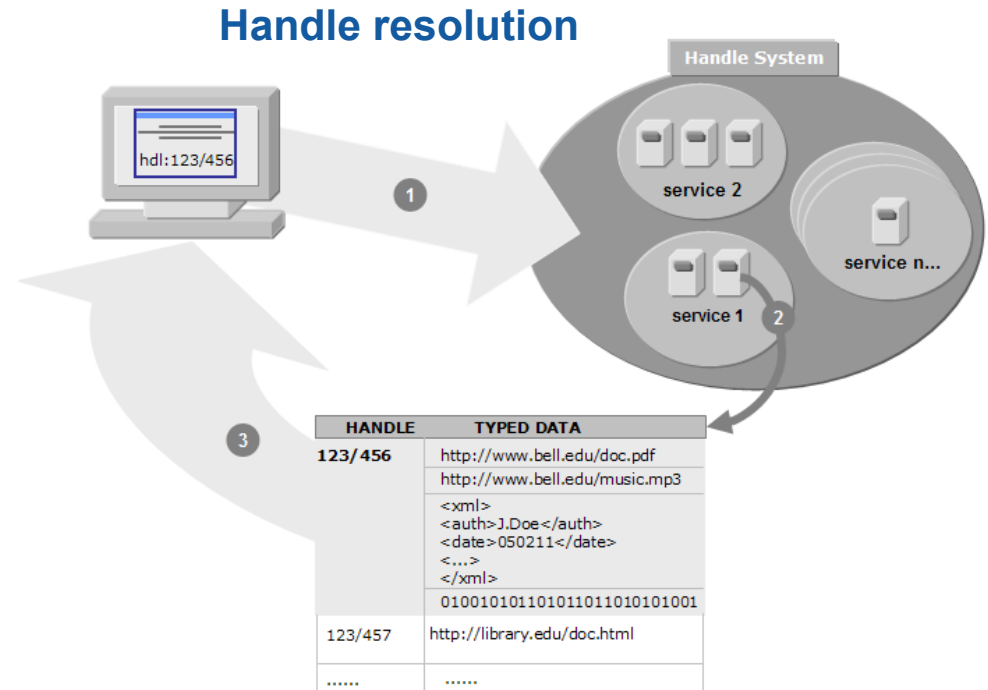 Handle resolution
Handle System
hdl:123/456
1
service 2
service n...
service 1
2
3
HANDLE TYPED DATA
123/456 http://www.bell.edu/doc.pdf
http://www.bell.edu/music.mp3
<xml>
<auth>J.Doe</auth>
<date>050211</date>
<...>
</xml>
0100101011010110110101010​01
123/457 http://library.edu/doc.html
...... ......